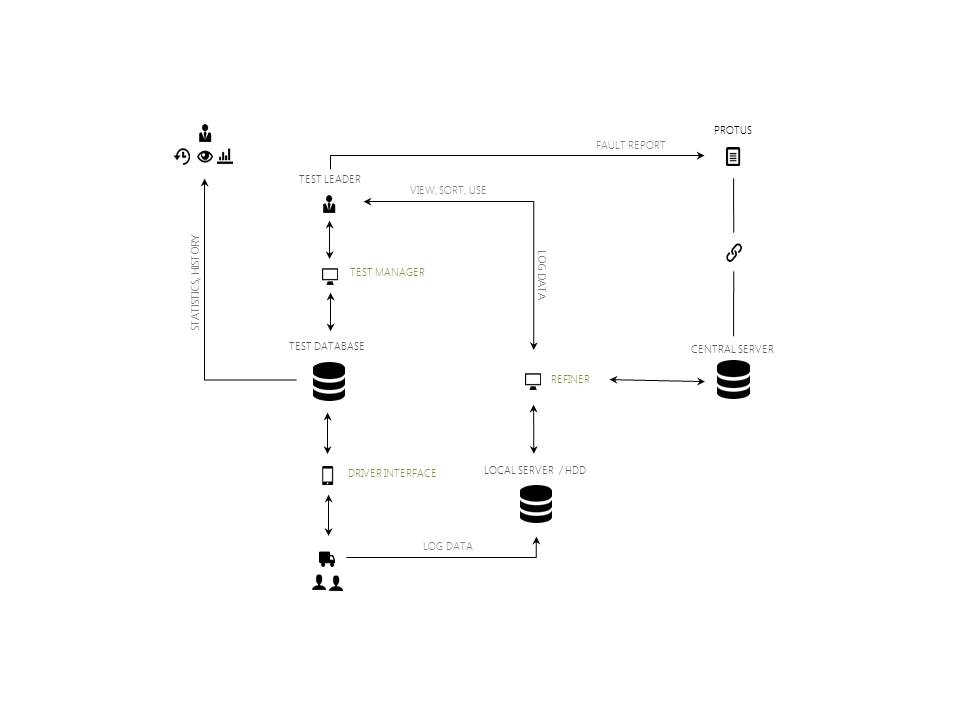 PROTUS
FAULT REPORT
TEST LEADER
VIEW, SORT, USE
STATISTICS, HISTORY
LOG DATA
TEST MANAGER
TEST DATABASE
CENTRAL SERVER
REFINER
DRIVER INTERFACE
LOCAL SERVER / HDD
LOG DATA